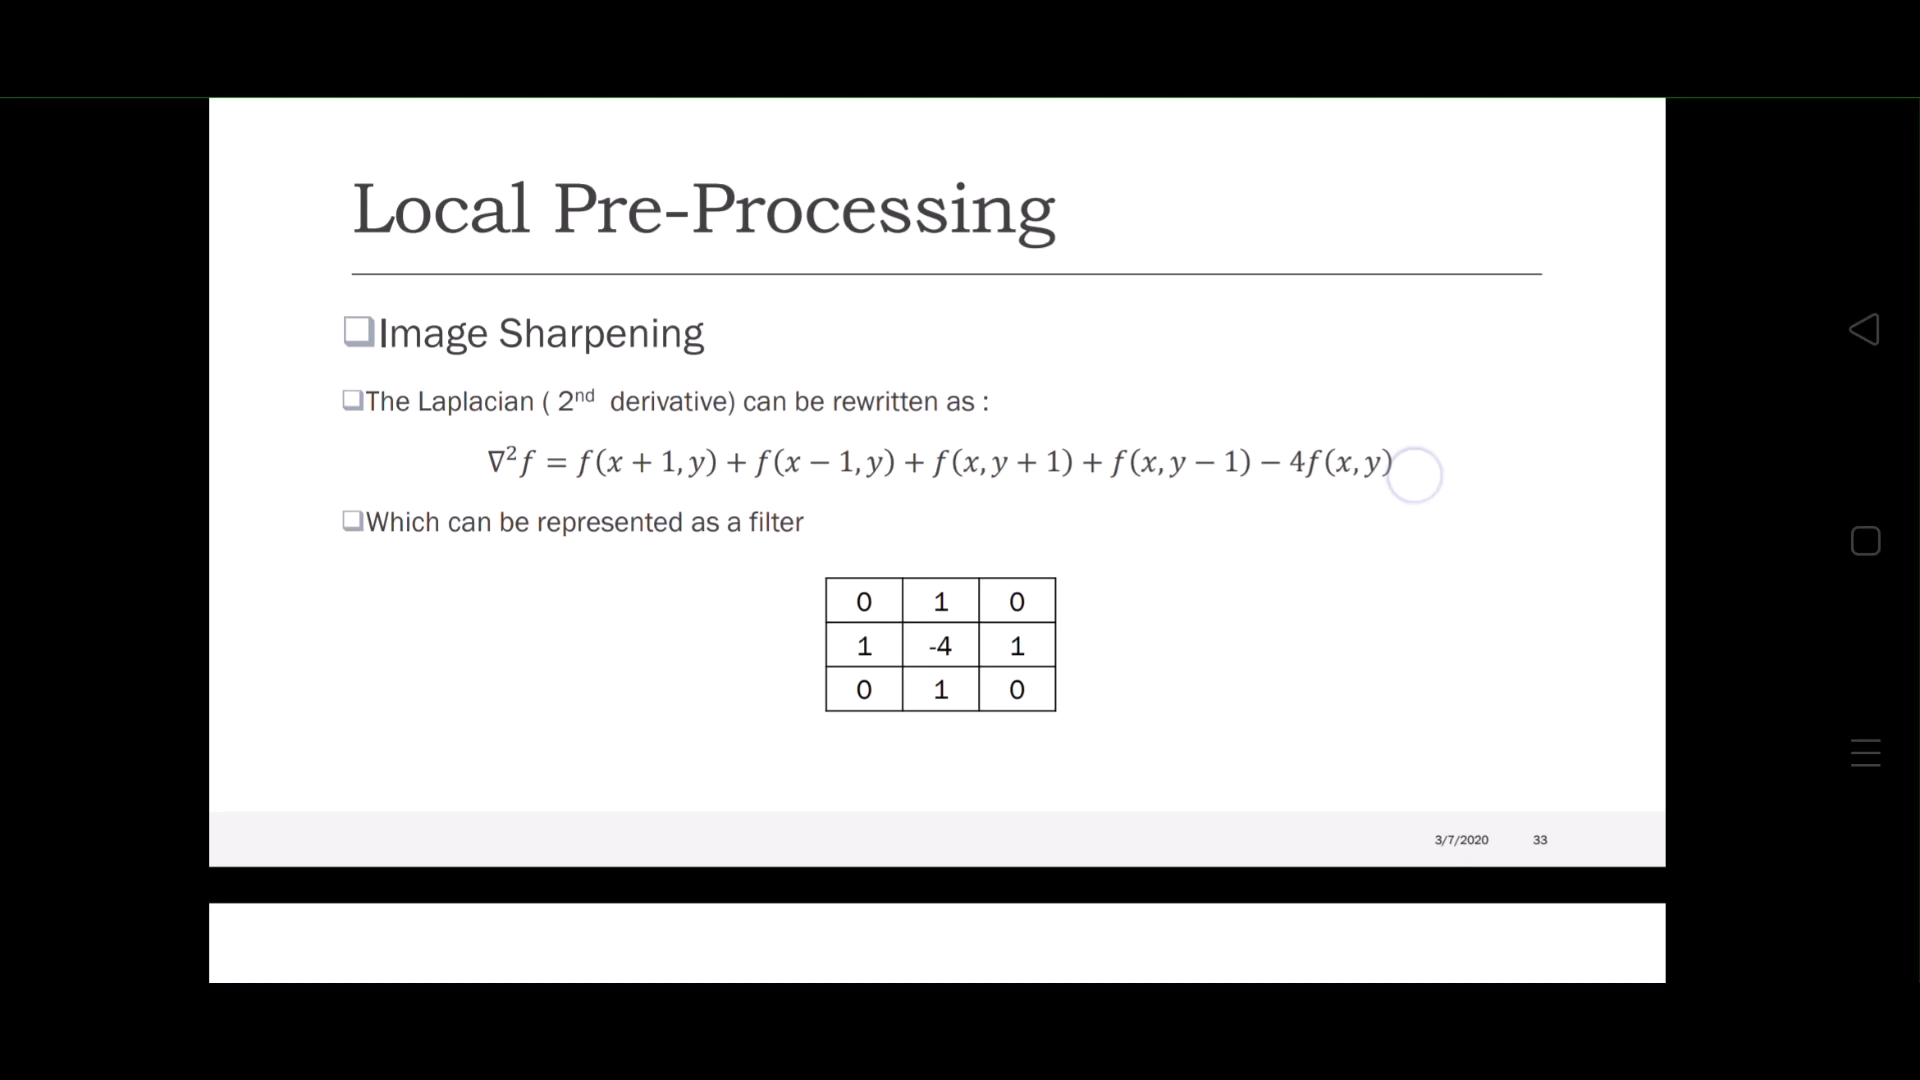 Local Pre-Processing
Image Sharpening
The Laplacian ( 2nd derivative) can be rewritten as :
∇²f = f(x + 1, y) + f(x − 1, y) + f(x, y + 1) + f(x, y − 1) − 4f(x, y)
Which can be represented as a filter
0 1 0
1 -4 1
0 1 0
3/7/2020 33